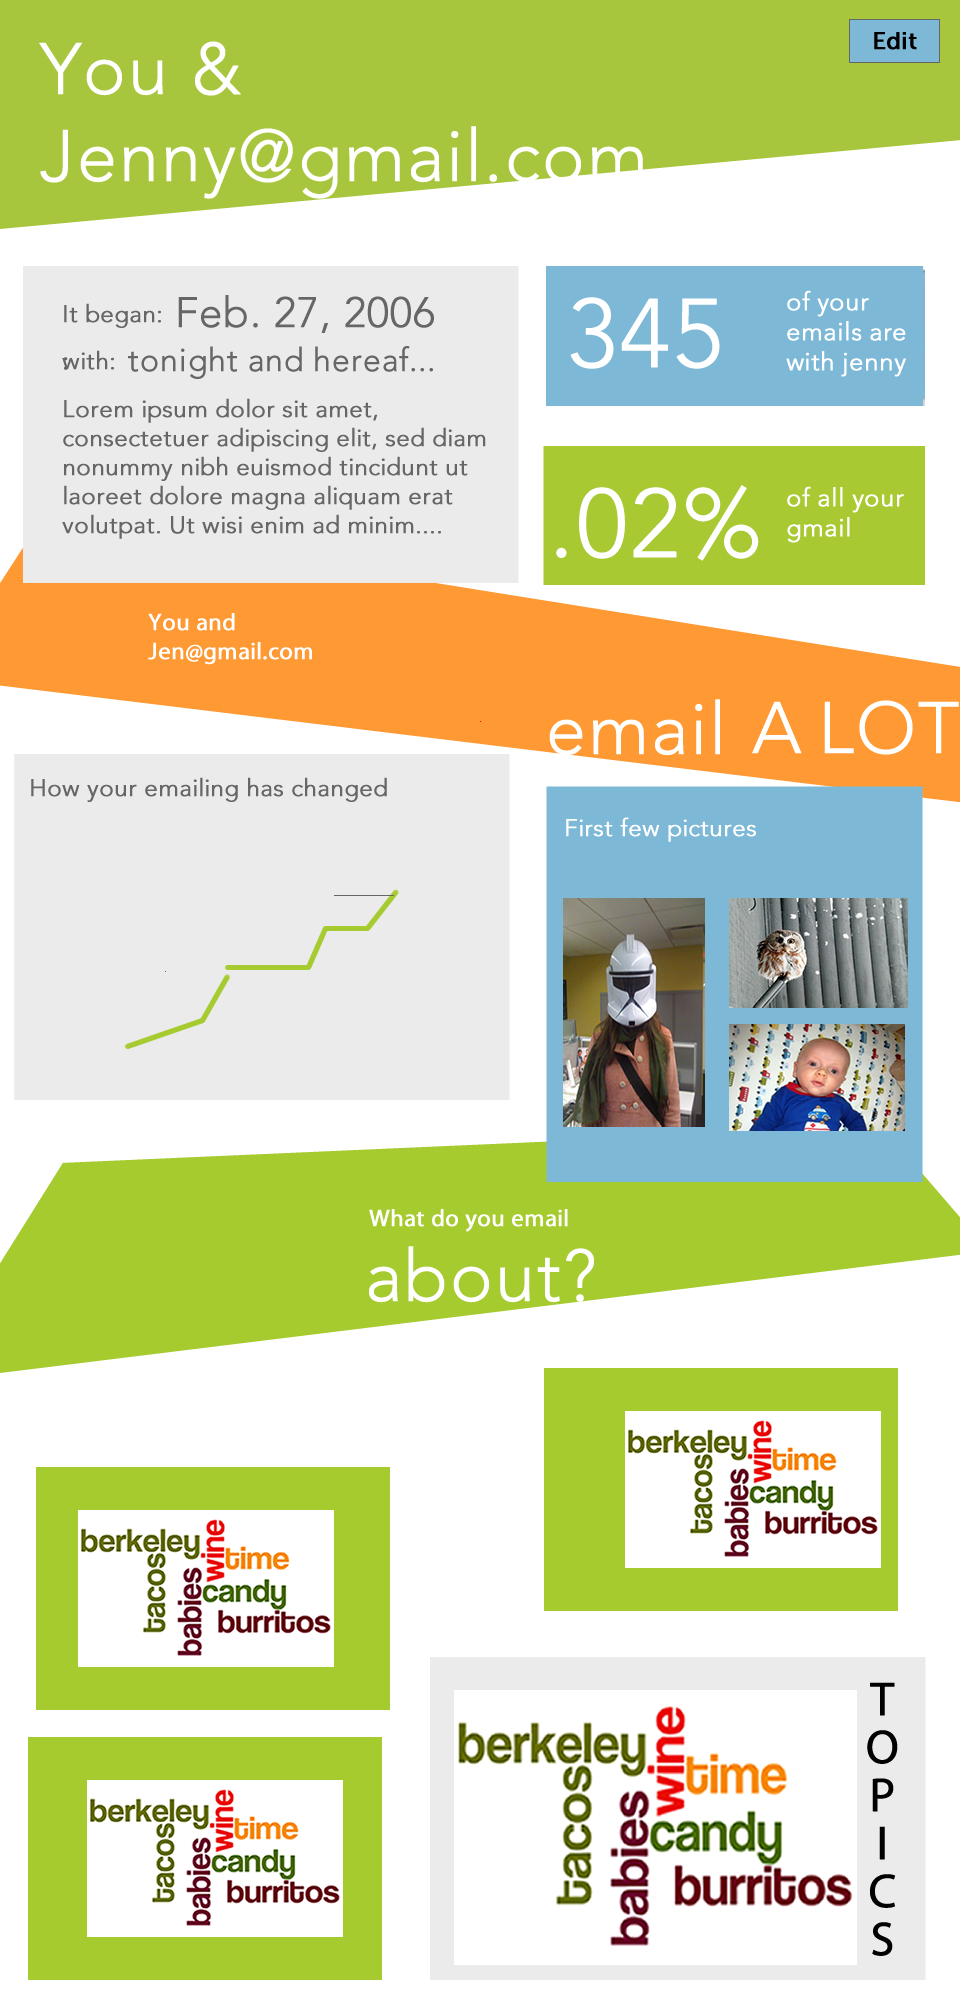 You &
Jenny@gmail.com
Edit
It began: Feb. 27, 2006
with: tonight and hereaf...
Lorem ipsum dolor sit amet,
consectetuer adipiscing elit, sed diam
nonummy nibh euismod tincidunt ut
laoreet dolore magna aliquam erat
volutpat. Ut wisi enim ad minim....
345
of your
emails are
with jenny
.02%
of all your
gmail
You and
Jen@gmail.com
email A LOT
How your emailing has changed
First few pictures
What do you email
about?
berkeley
wine
time
tacos
babies
candy
burritos
berkeley
wine
time
tacos
babies
candy
burritos
berkeley
wine
time
tacos
babies
candy
burritos
berkeley
wine
time
tacos
babies
candy
burritos
TOPICS